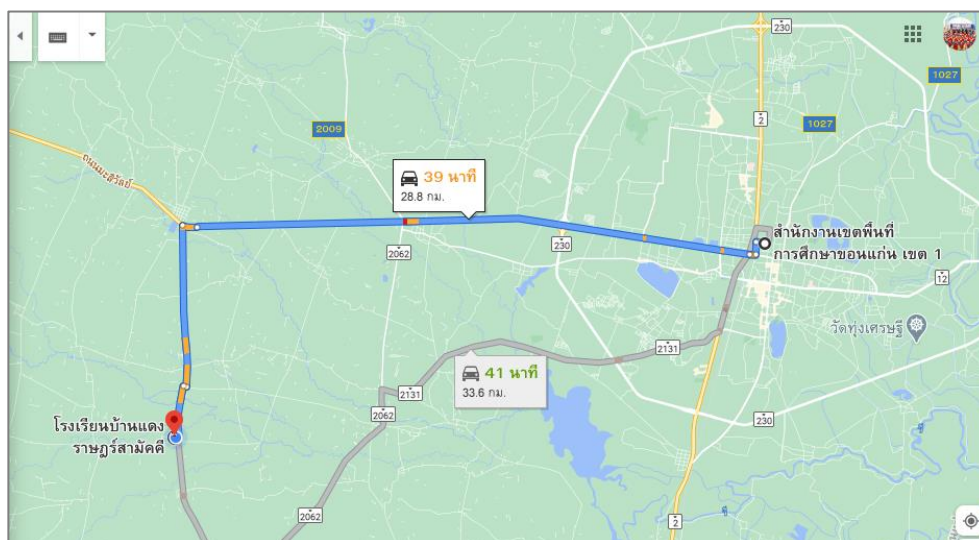 230
1027
2
1027
2009
ถนนมะลิวัลย์
39 นาที
28.8 กม.
สำนักงานเขตพื้นที่
การศึกษาขอนแก่น เขต 1
230
2062
12
วัดทุ่งเศรษฐี
2131
41 นาที
33.6 กม.
2131
2062
230
โรงเรียนบ้านแดง
ราษฎร์สามัคคี
2062
2